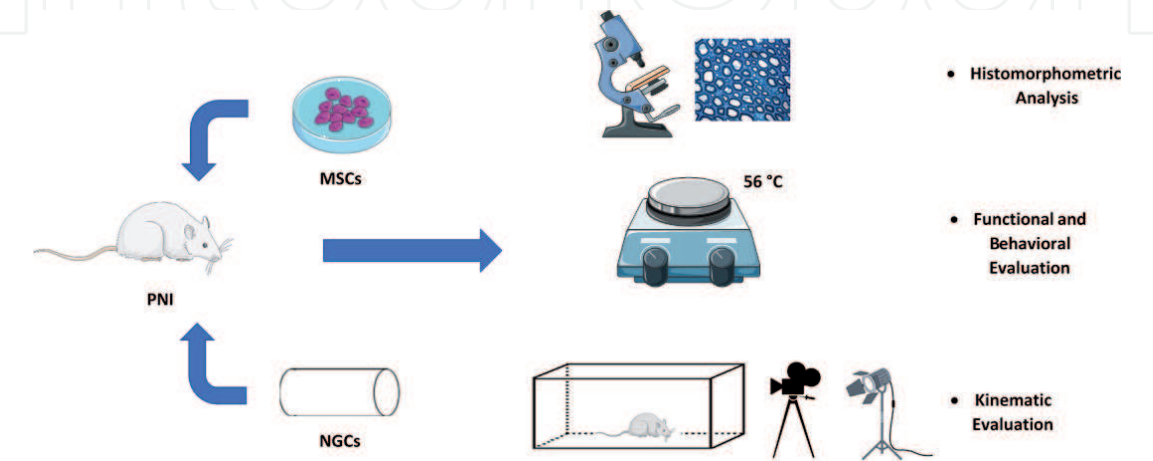 MSCs
PNI
NGCs
56 °C
• Histomorphometric
Analysis
• Functional and
Behavioral
Evaluation
• Kinematic
Evaluation